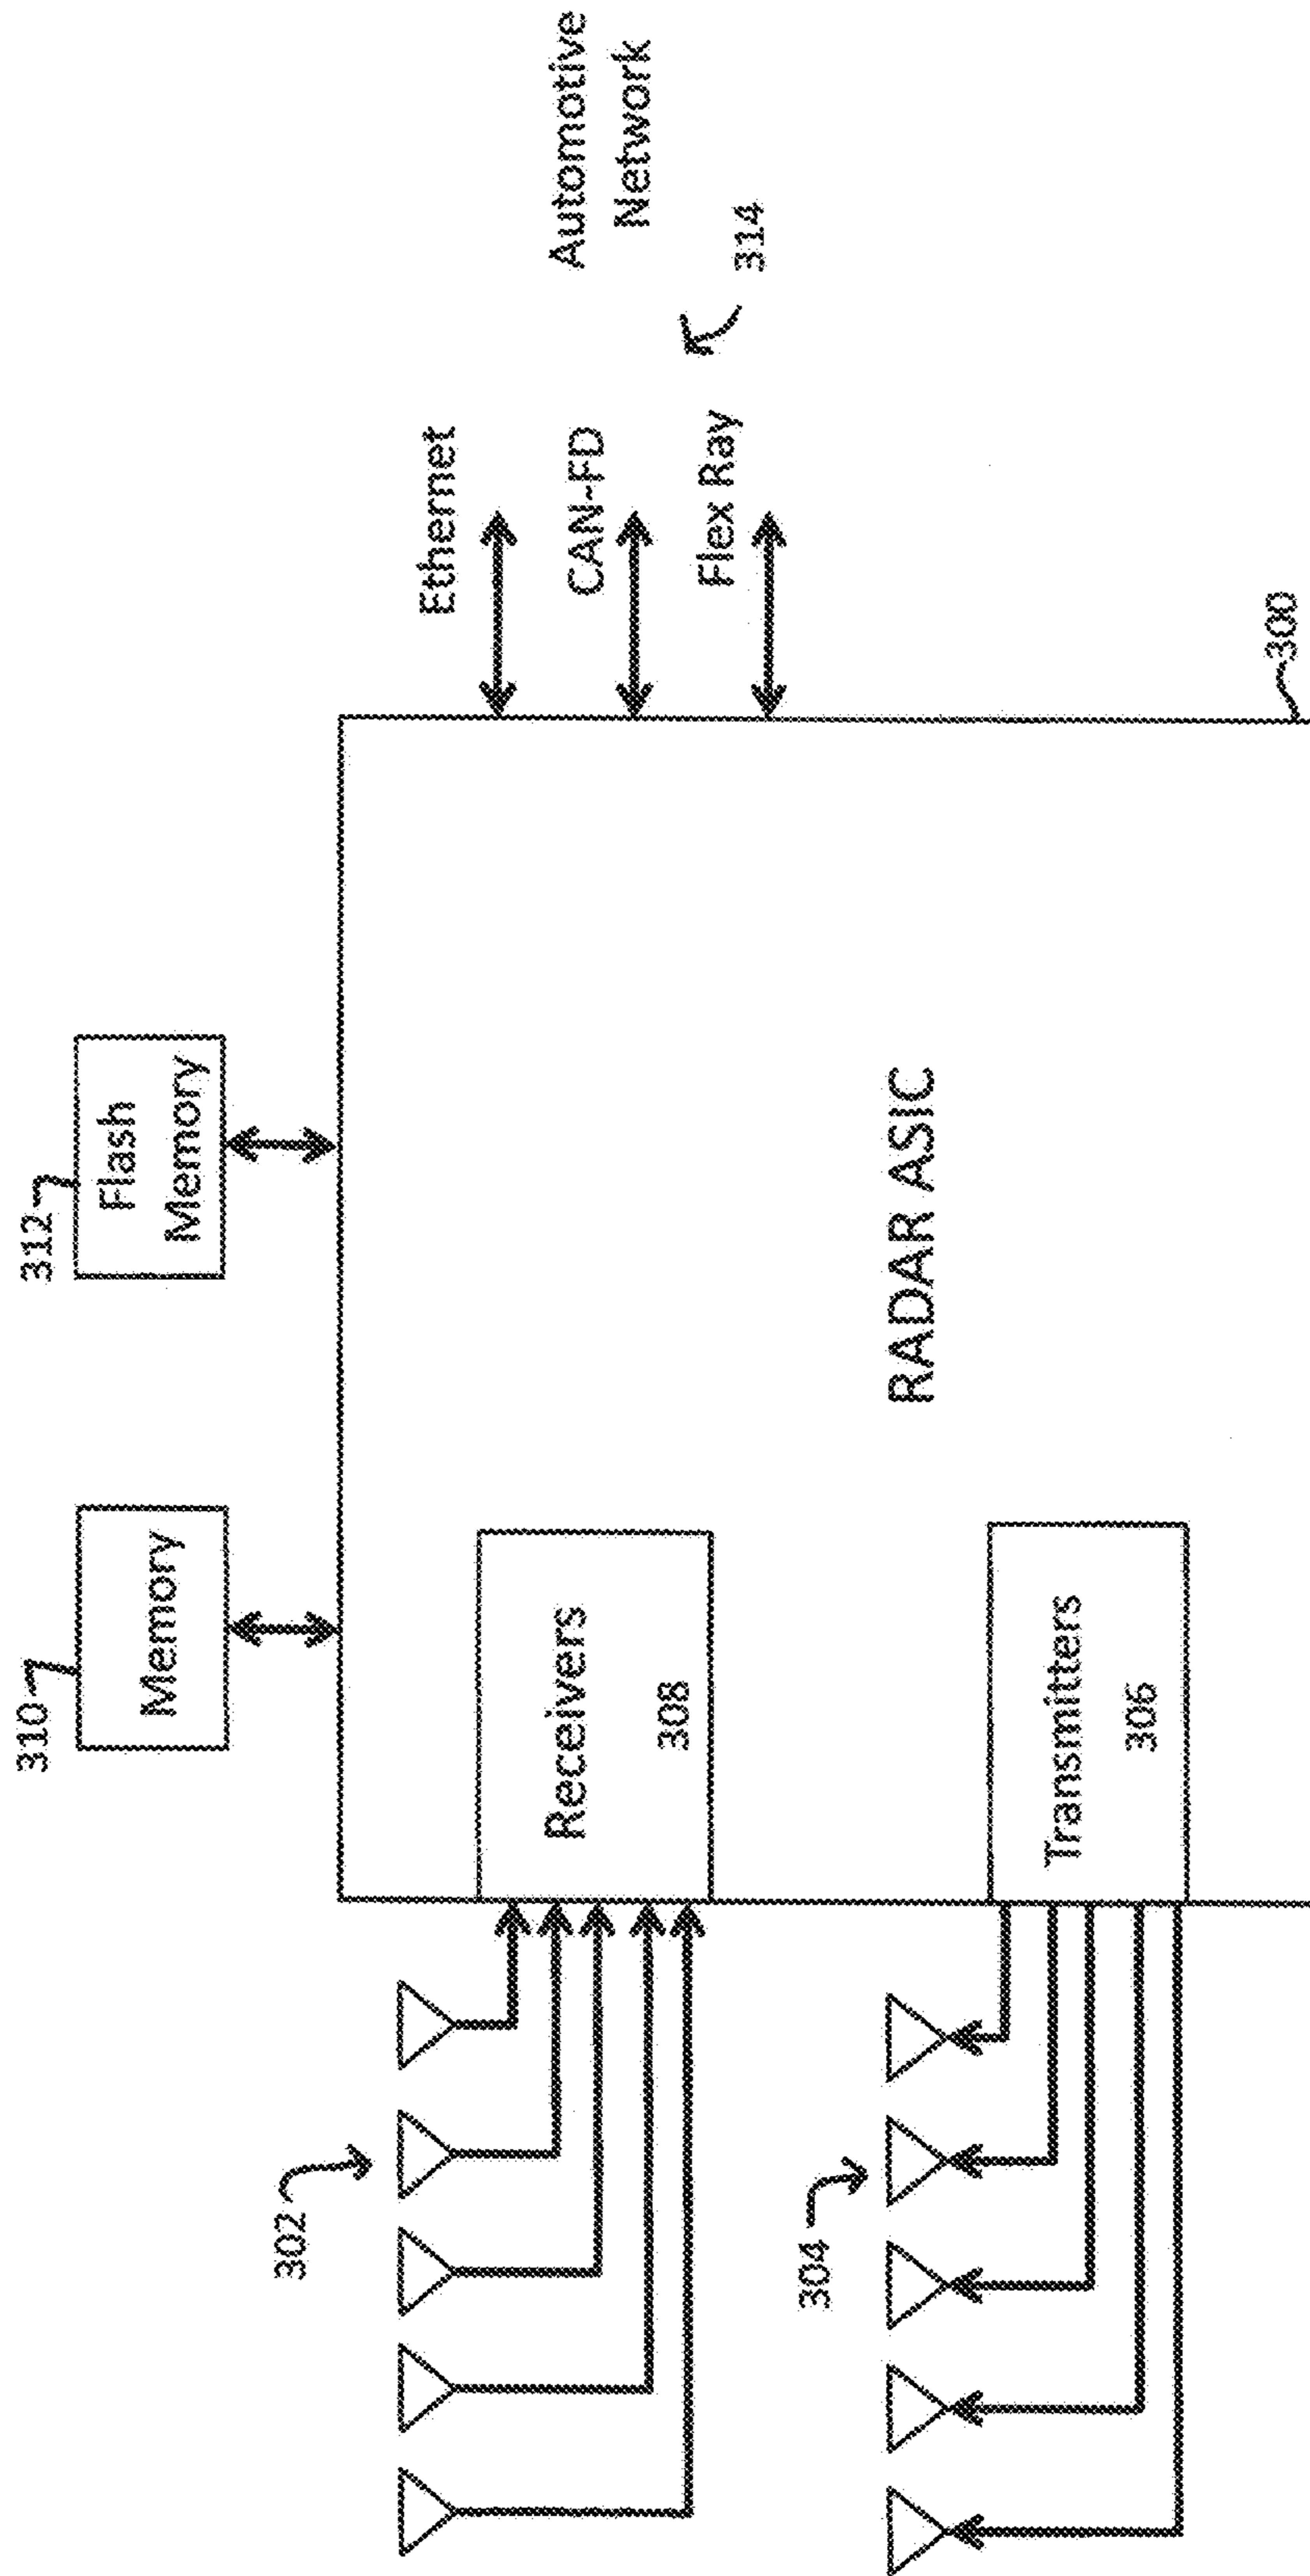 310
Memory
312
Flash
Memory
302
Receivers
308
Ethernet
CAN-FD
Flex Ray
Automotive
Network
314
RADAR ASIC
304
Transmitters
306
300